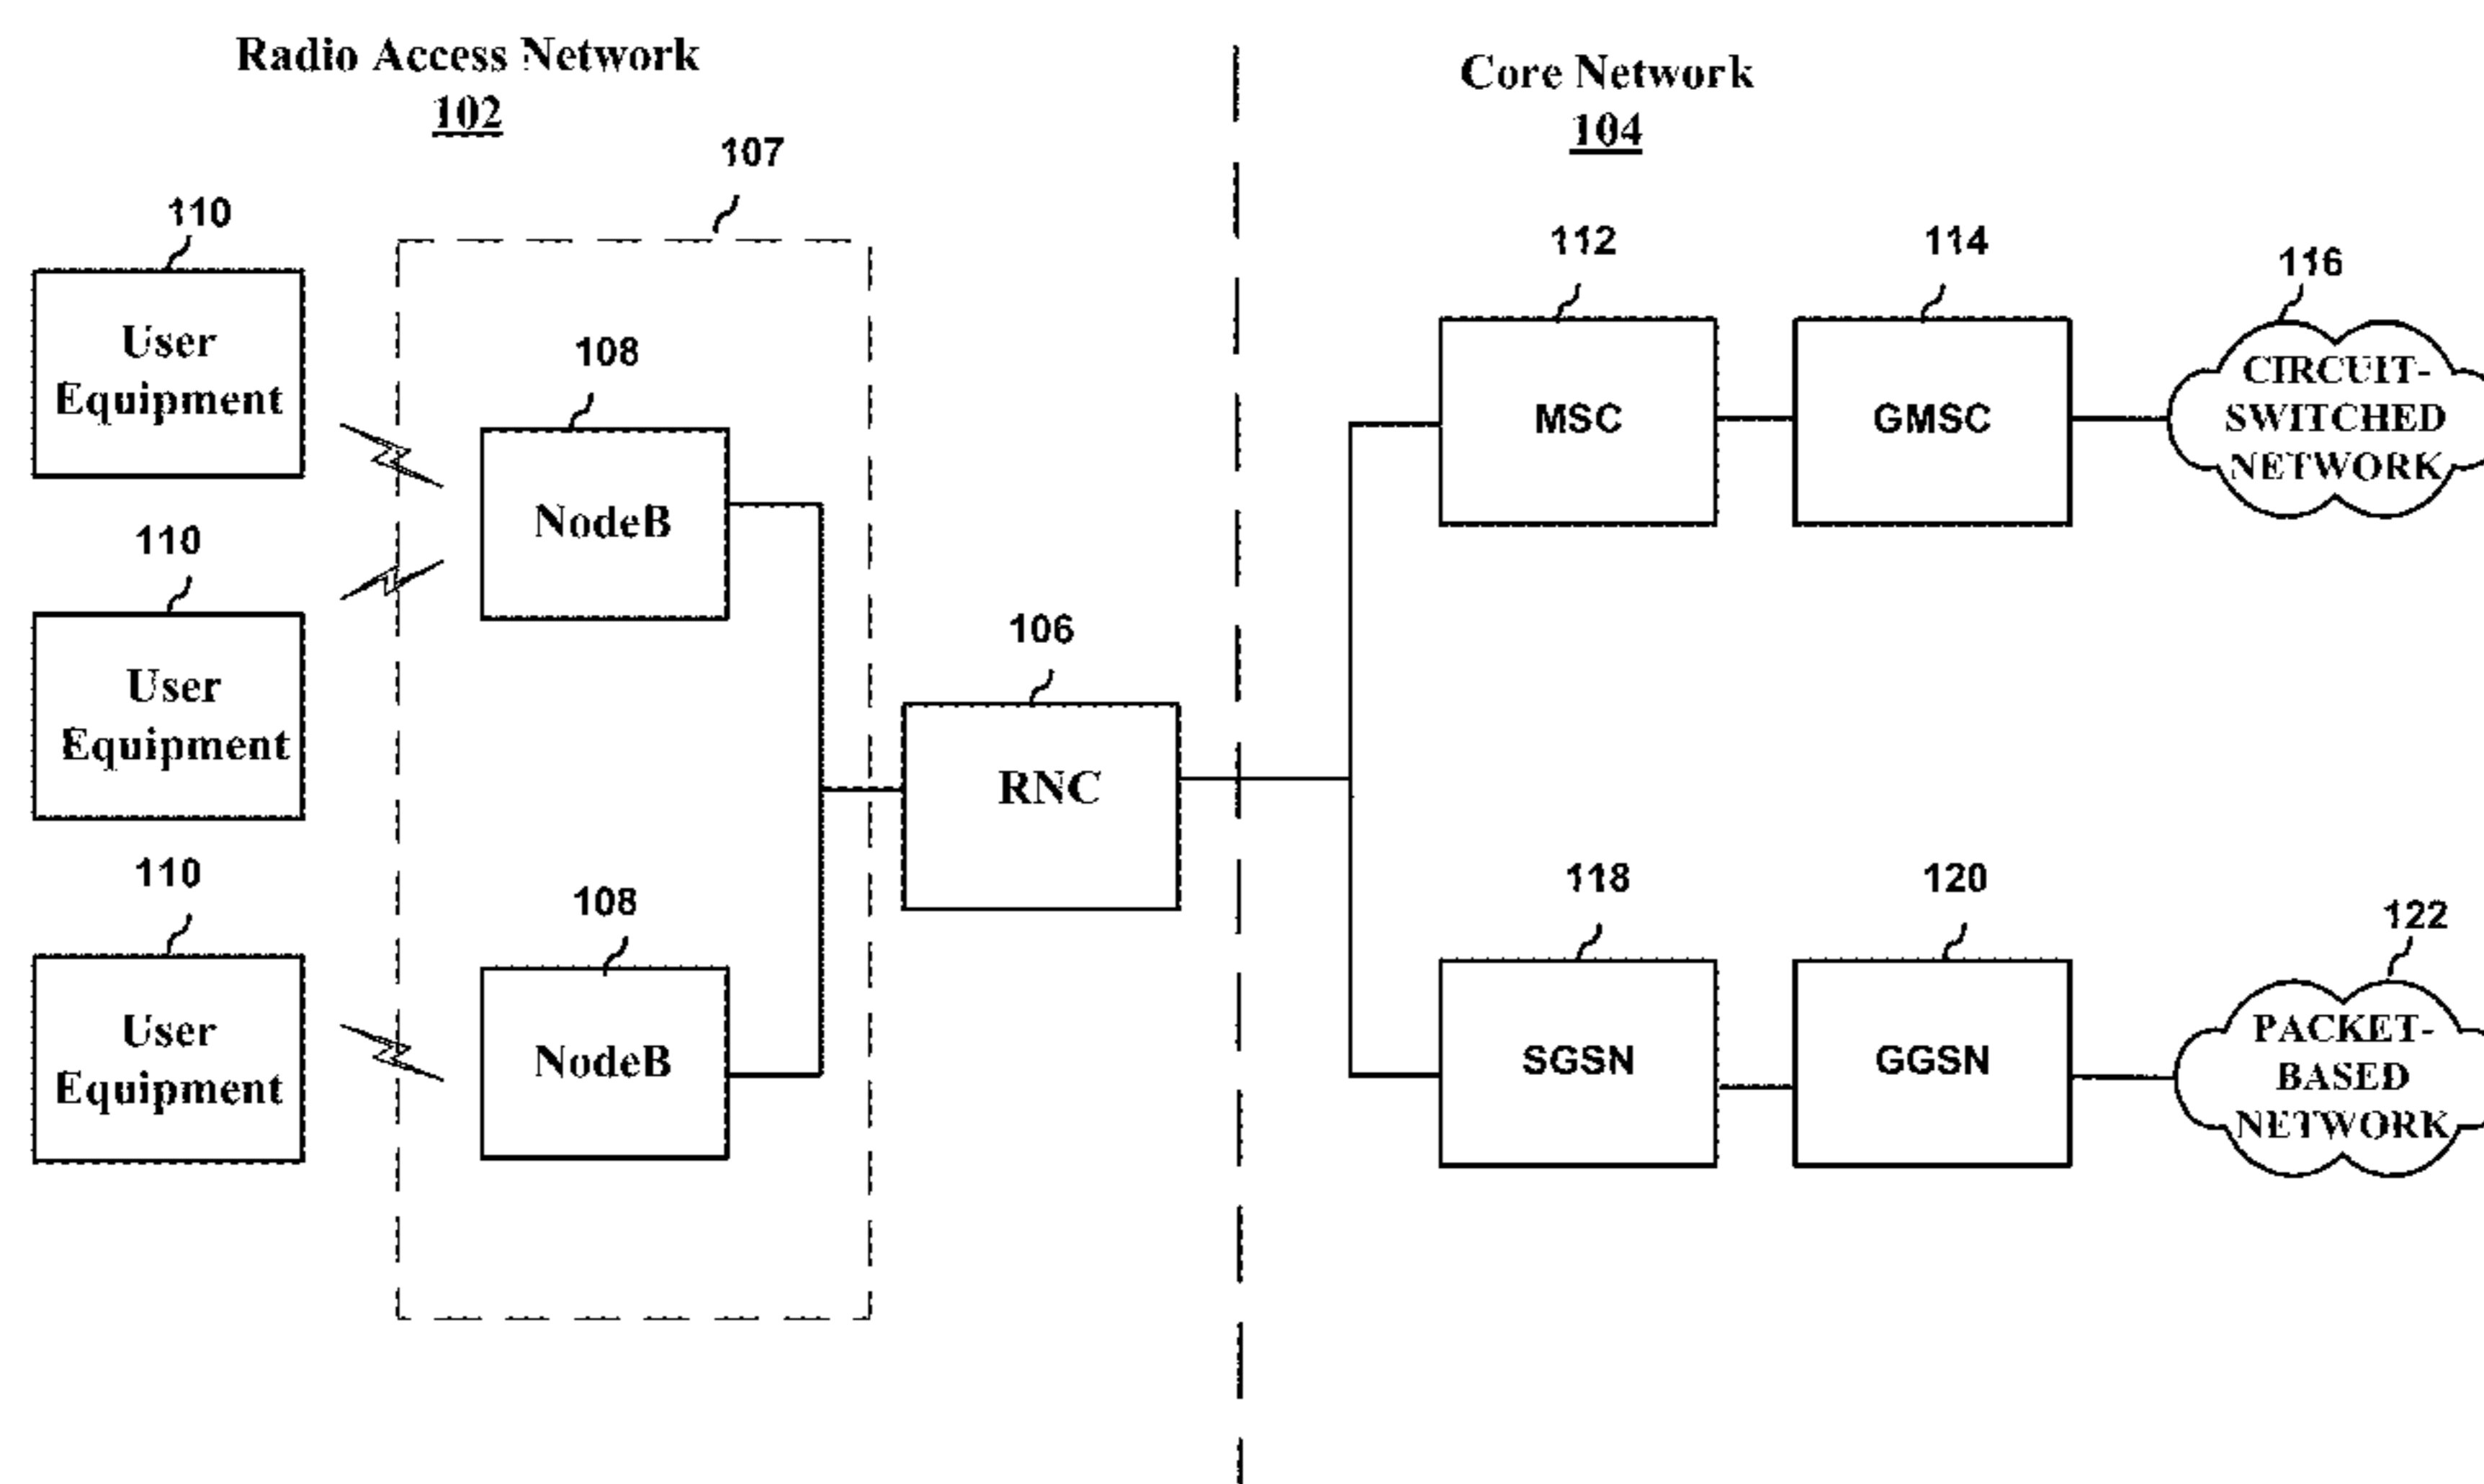 Radio Access Network
102
Core Network
104
107
110
User
Equipment
108
NodeB
110
User
Equipment
106
RNC
110
User
Equipment
108
NodeB
112
MSC
114
GMSC
116
CIRCUIT-
SWITCHED
NETWORK
118
SGSN
120
GGSN
122
PACKET-
BASED
NETWORK